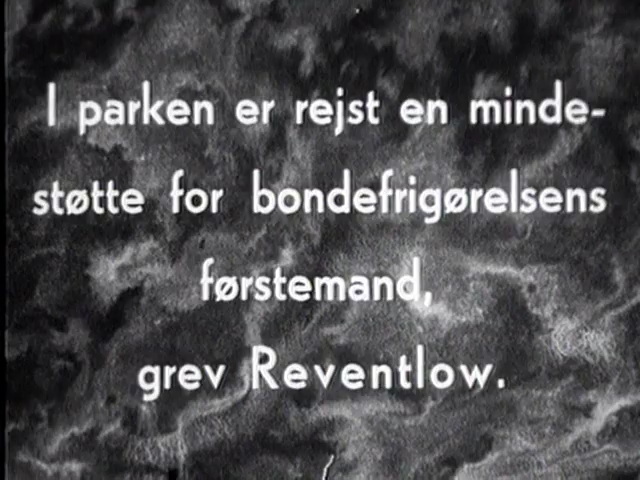 I parken er rejst en minde-
støtte for bondefrigørelsens
førstemand,
grev Reventlow.